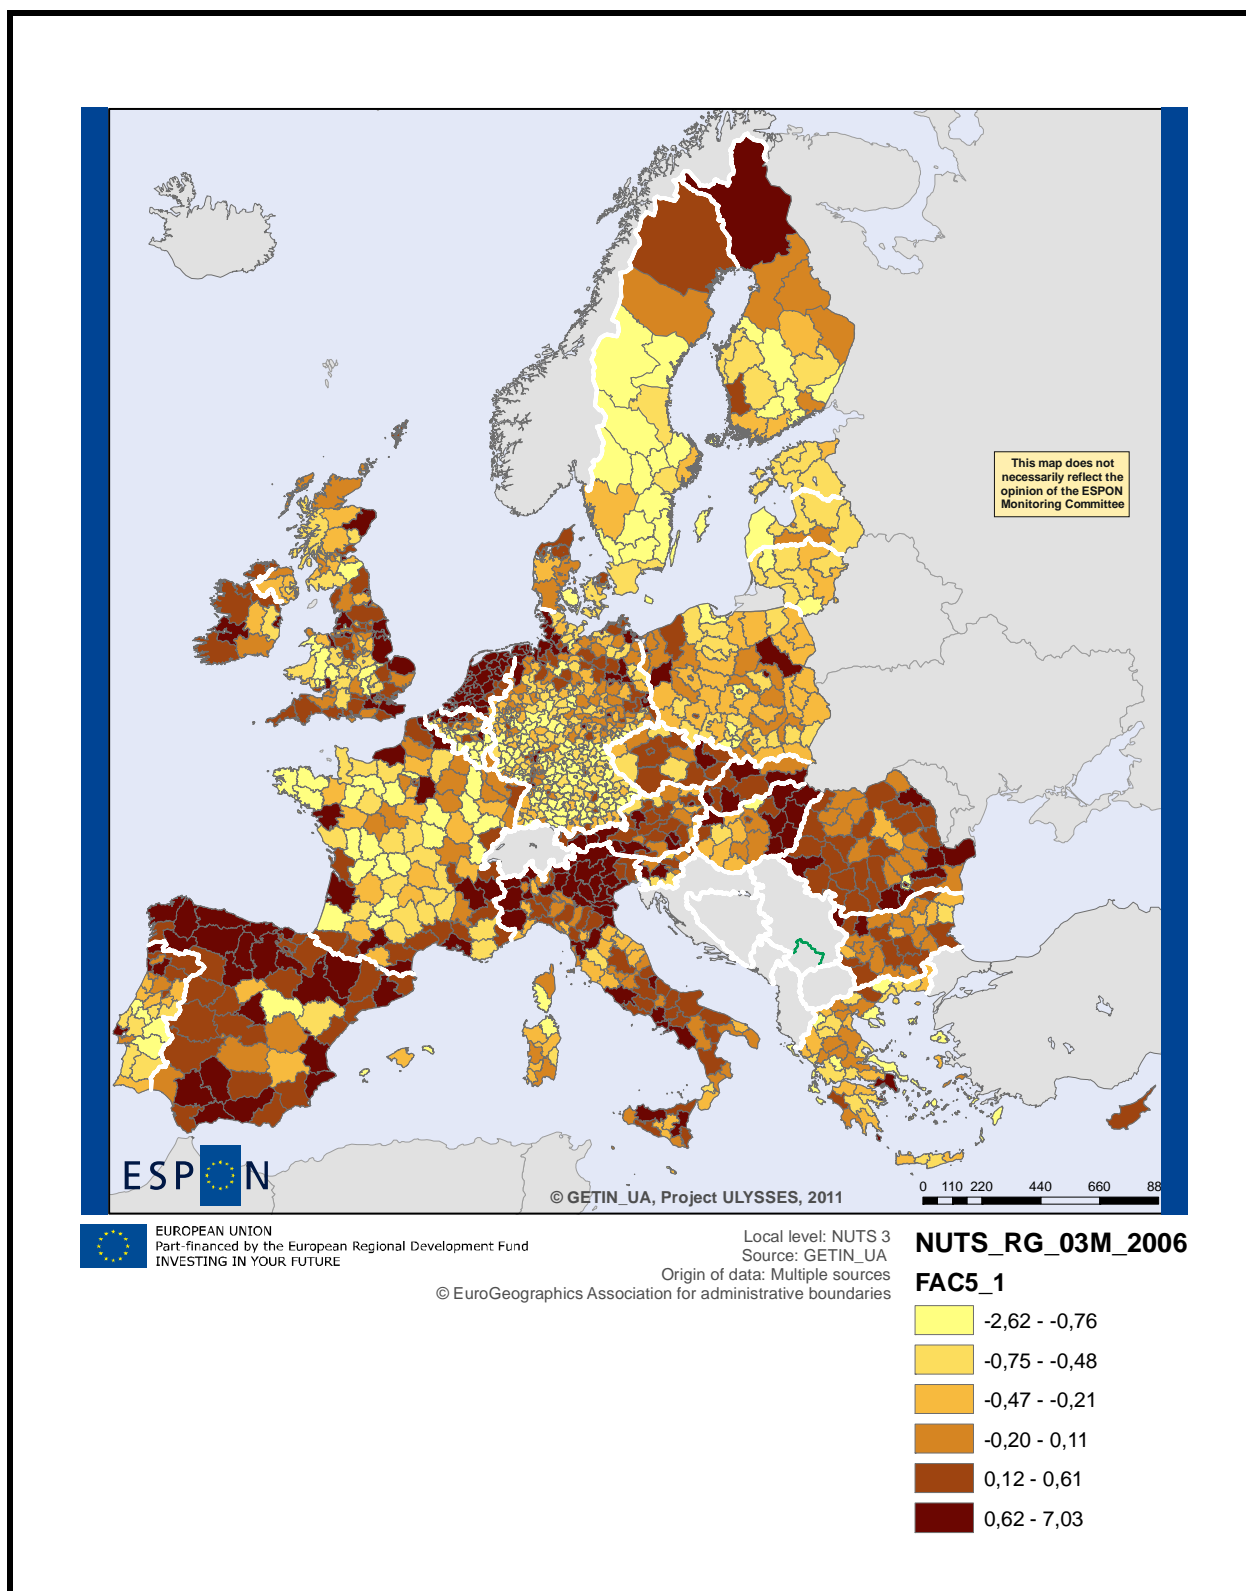 This map does not
necessarily reflect the
opinion of the ESPON
Monitoring Committee
ESP N
© GETIN_UA, Project ULYSSES, 2011
0 110 220 440 660 88
EUROPEAN UNION
Part-financed by the European Regional Development Fund
INVESTING IN YOUR FUTURE
Local level: NUTS 3
Source: GETIN_UA
Origin of data: Multiple sources
© EuroGeographics Association for administrative boundaries
NUTS_RG_03M_2006
FAC5_1
-2,62 - -0,76
-0,75 - -0,48
-0,47 - -0,21
-0,20 - 0,11
0,12 - 0,61
0,62 - 7,03